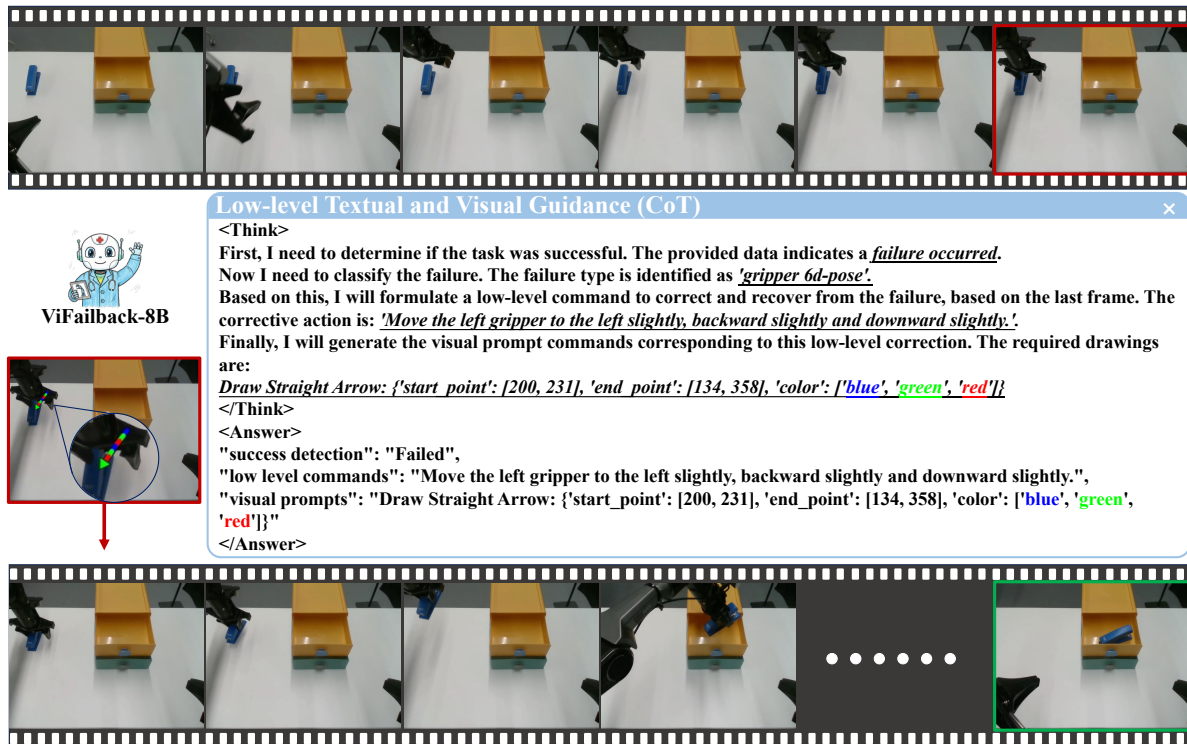 Low-level Textual and Visual Guidance (CoT)
×
<Think>
First, I need to determine if the task was successful. The provided data indicates a failure occurred.
Now I need to classify the failure. The failure type is identified as 'gripper 6d-pose'.
Based on this, I will formulate a low-level command to correct and recover from the failure, based on the last frame. The
corrective action is: 'Move the left gripper to the left slightly, backward slightly and downward slightly.'.
Finally, I will generate the visual prompt commands corresponding to this low-level correction. The required drawings
are:
Draw Straight Arrow: {'start_point': [200, 231], 'end_point': [134, 358], 'color': ['blue', 'green', 'red']}
</Think>
<Answer>
"success detection": "Failed",
"low level commands": "Move the left gripper to the left slightly, backward slightly and downward slightly.",
"visual prompts": "Draw Straight Arrow: {'start_point': [200, 231], 'end_point': [134, 358], 'color': ['blue', 'green',
'red']}"
</Answer>
ViFailback-8B